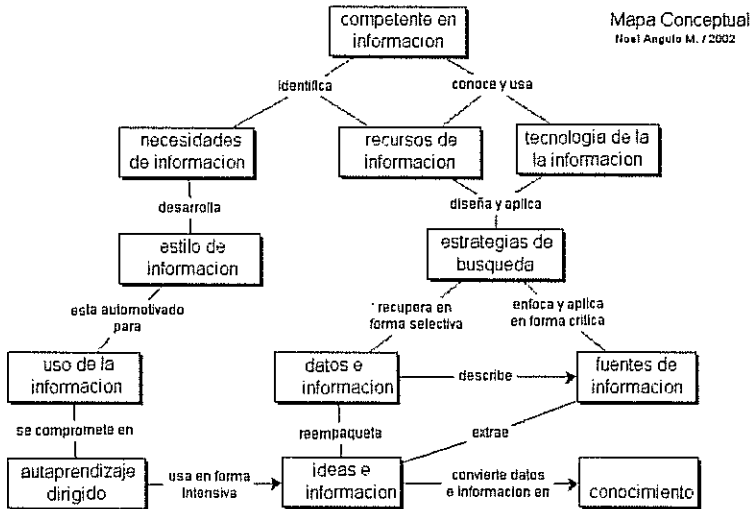 competente en
informacion
Mapa Conceptual
Noel Angulo M. / 2002
identifica
conoce y usa
necesidades
de informacion
recursos de
informacion
tecnologia de la
la informacion
desarrolla
diseña y aplica
estilo de
informacion
estrategias de
busqueda
esta automotivado
para
recupera en
forma selectiva
enfoca y aplica
en forma critica
uso de la
informacion
datos e
informacion
describe
fuentes de
informacion
se compromete en
reempaqueta
extrae
autaprendizaje
dirigido
usa en forma
intensiva
ideas e
informacion
convierte datos
e informacion en
conocimiento